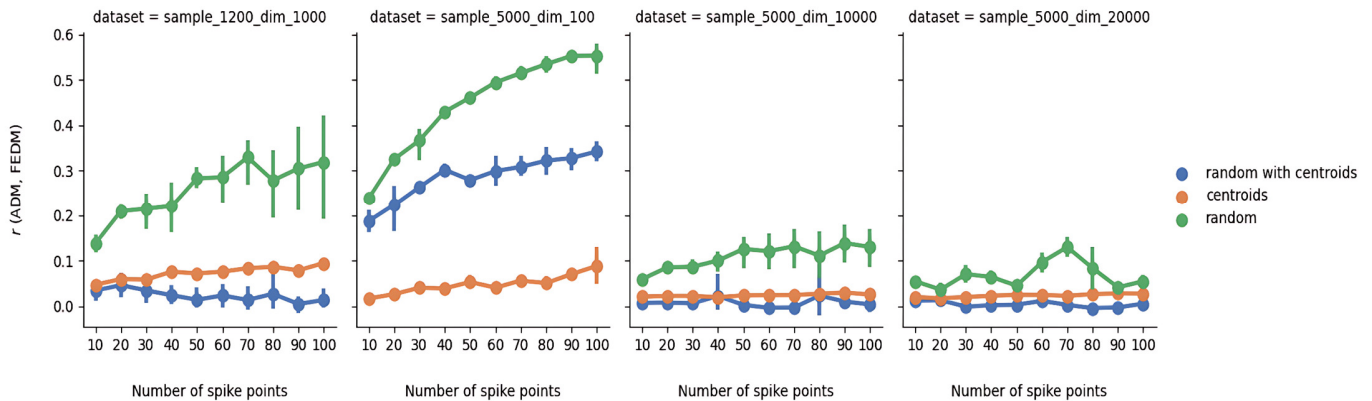 dataset = sample_1200_dim_1000
dataset = sample_5000_dim_100
dataset = sample_5000_dim_10000
dataset = sample_5000_dim_20000
0.6
0.5
0.4
0.3
0.2
0.1
0.0
r (ADM, FEDM)
10 20 30 40 50 60 70 80 90 100
10 20 30 40 50 60 70 80 90 100
10 20 30 40 50 60 70 80 90 100
10 20 30 40 50 60 70 80 90 100
Number of spike points
Number of spike points
Number of spike points
Number of spike points
random with centroids
centroids
random